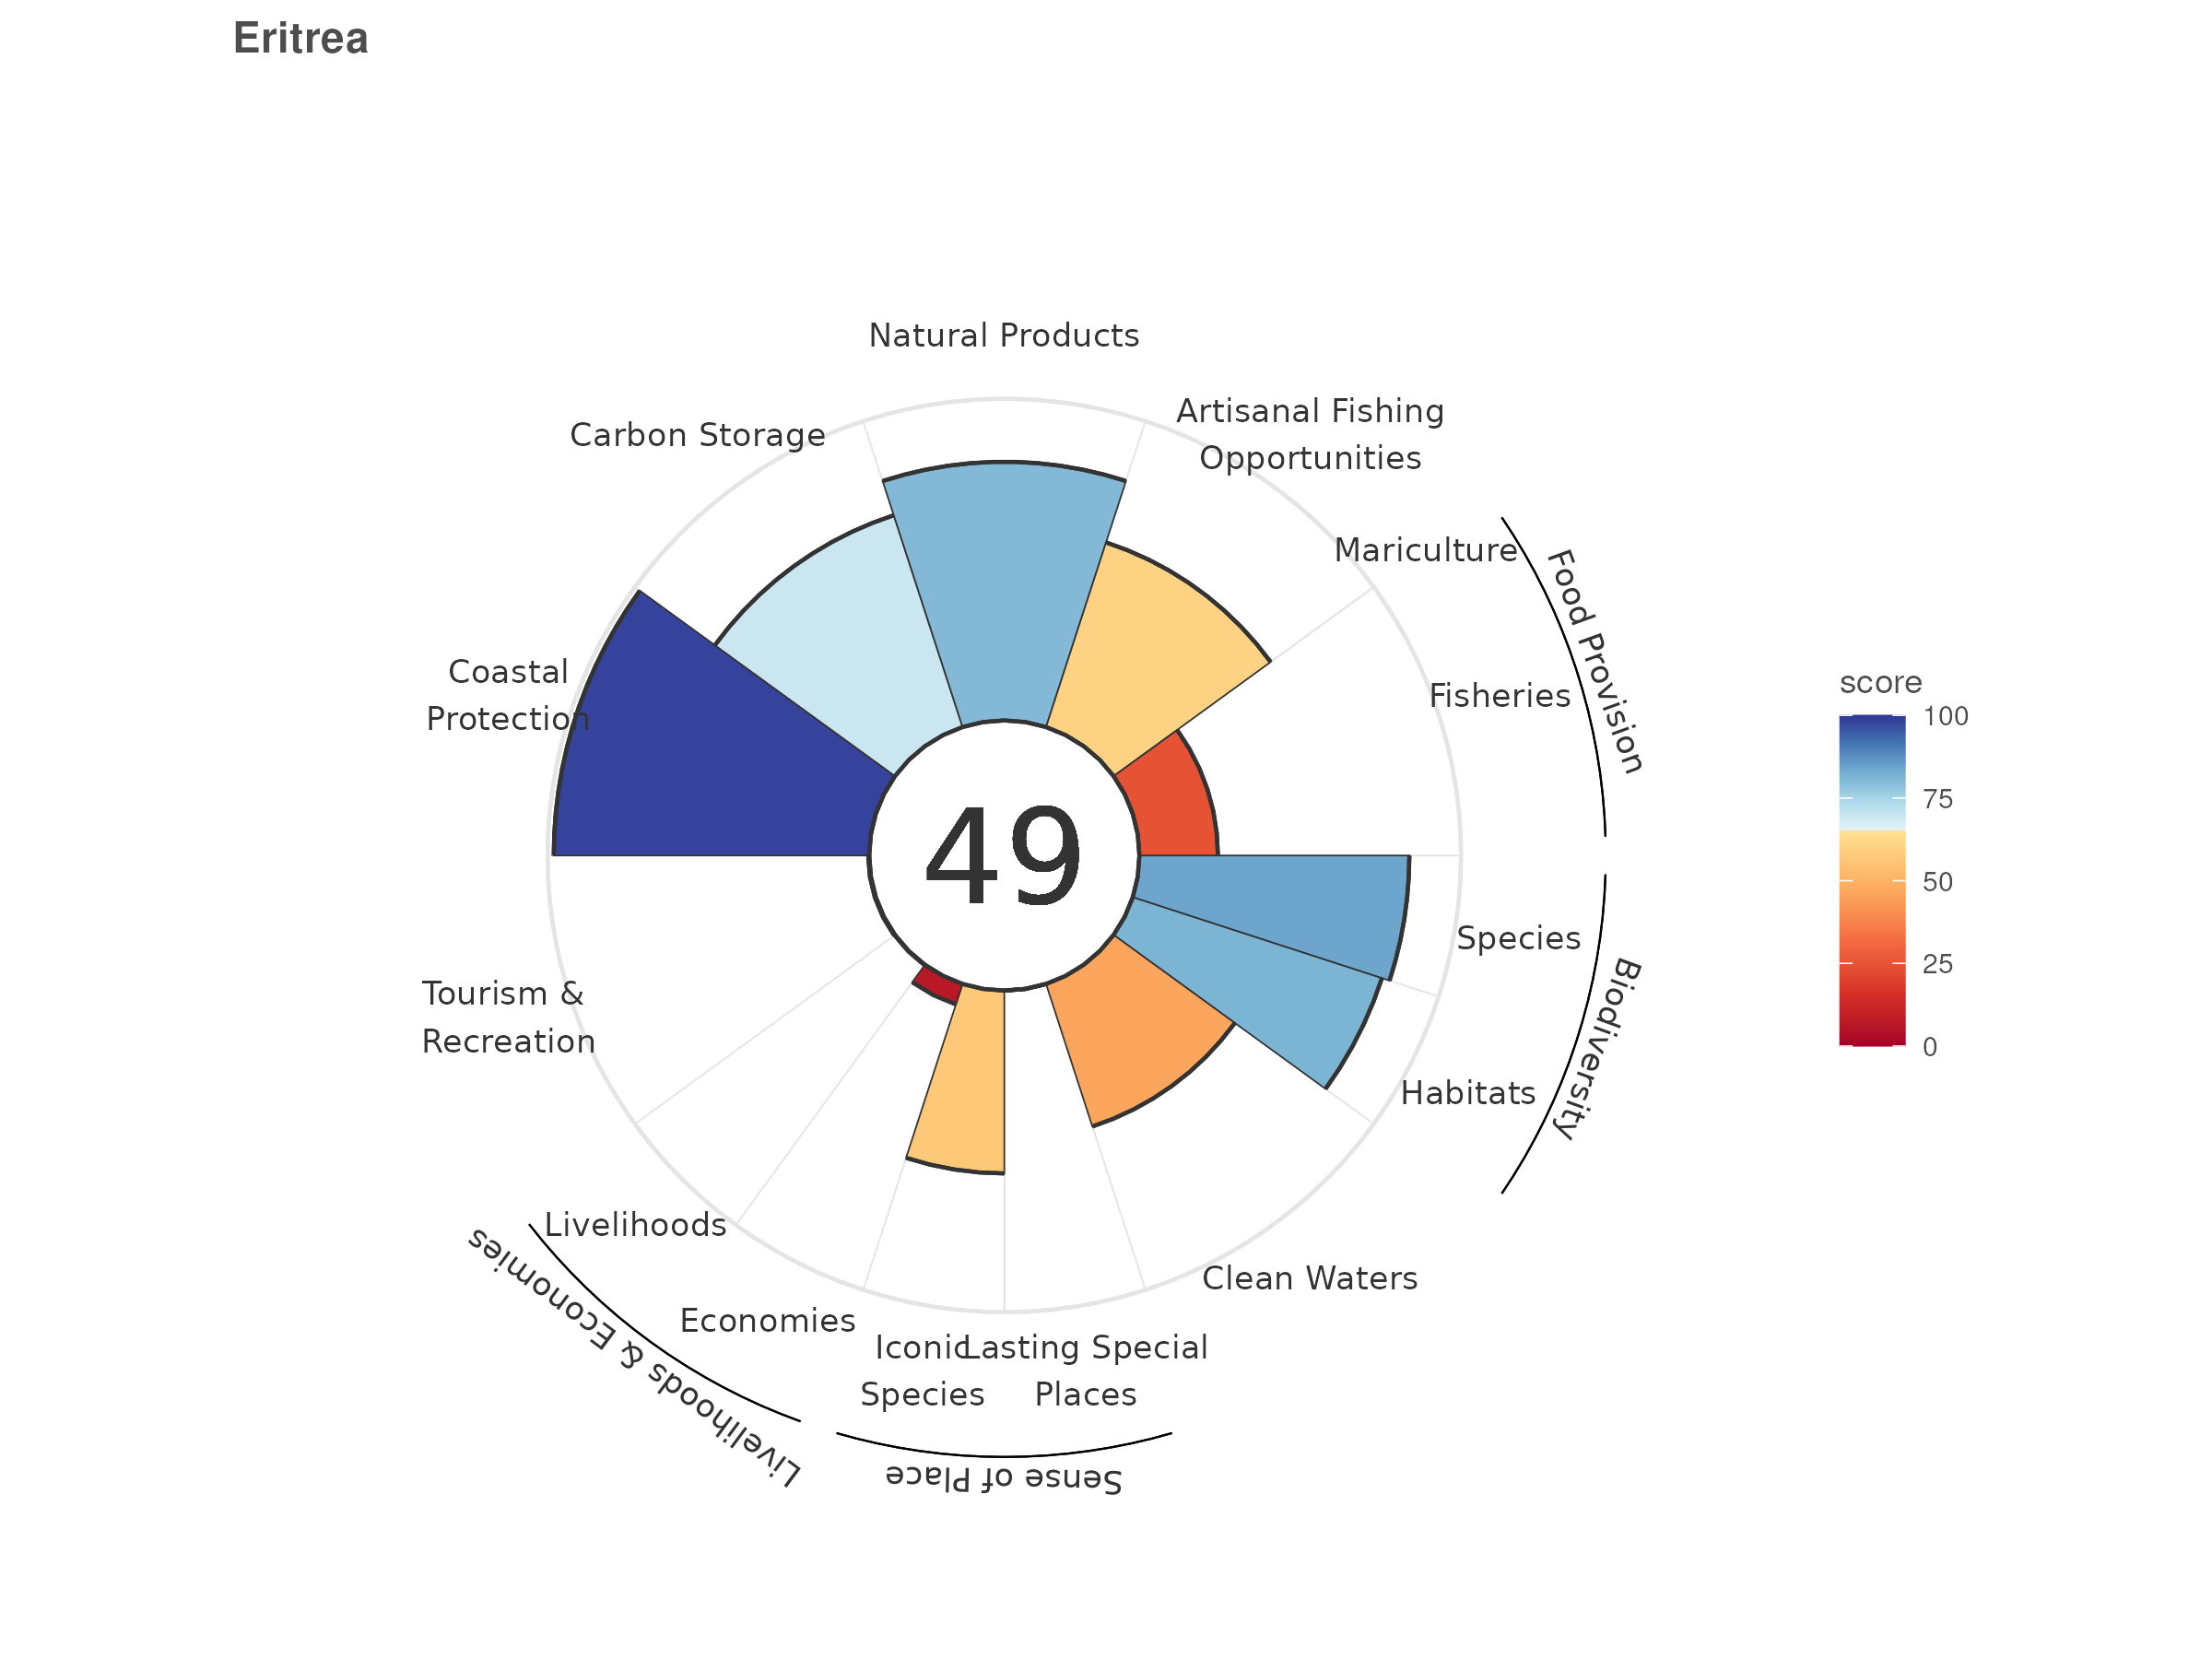 Eritrea
Natural Products
Artisanal Fishing
Opportunities
Carbon Storage
Mariculture
Food Provision
Fisheries
Coastal
Protection
score
100
75
50
25
0
49
Species
Biodiversity
Habitats
Tourism &
Recreation
Livelihoods
Livelihoods & Economies
Economies
Clean Waters
Iconic
Species
Lasting Special
Places
Sense of Place